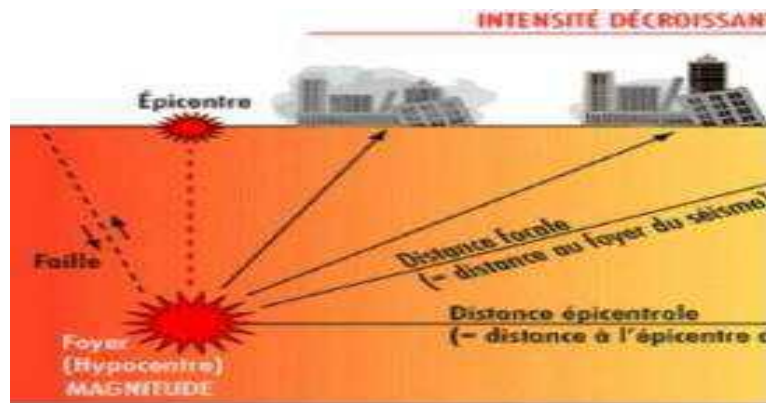 INTENSITÉ DÉCROISSAN
Épicentre
Faille
Distance focale
(= distance au foyer du séisme)
Distance épicentrale
(= distance à l'épicentre d
Foyer
(Hypocentre)
MAGNITUDE